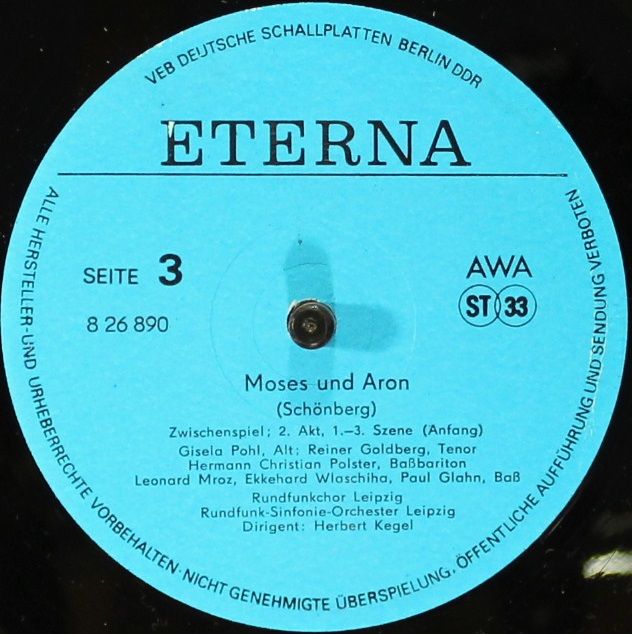 VEB DEUTSCHE SCHALLPLATTEN BERLIN DDR
ETERNA
SEITE 3
8 26 890
AWA
ST 33
Moses und Aron
(Schönberg)
Zwischenspiel; 2. Akt, 1.–3. Szene (Anfang)
Gisela Pohl, Alt; Reiner Goldberg, Tenor
Hermann Christian Polster, Baßbariton
Leonard Mroz, Ekkehard Wlaschiha, Paul Glahn, Baß
Rundfunkchor Leipzig
Rundfunk-Sinfonie-Orchester Leipzig
Dirigent: Herbert Kegel
ALLE HERSTELLER- UND URHEBERRECHTE VORBEHALTEN · NICHT GENEHMIGTE ÜBERSPIELUNG, ÖFFENTLICHE AUFFÜHRUNG UND SENDUNG VERBOTEN